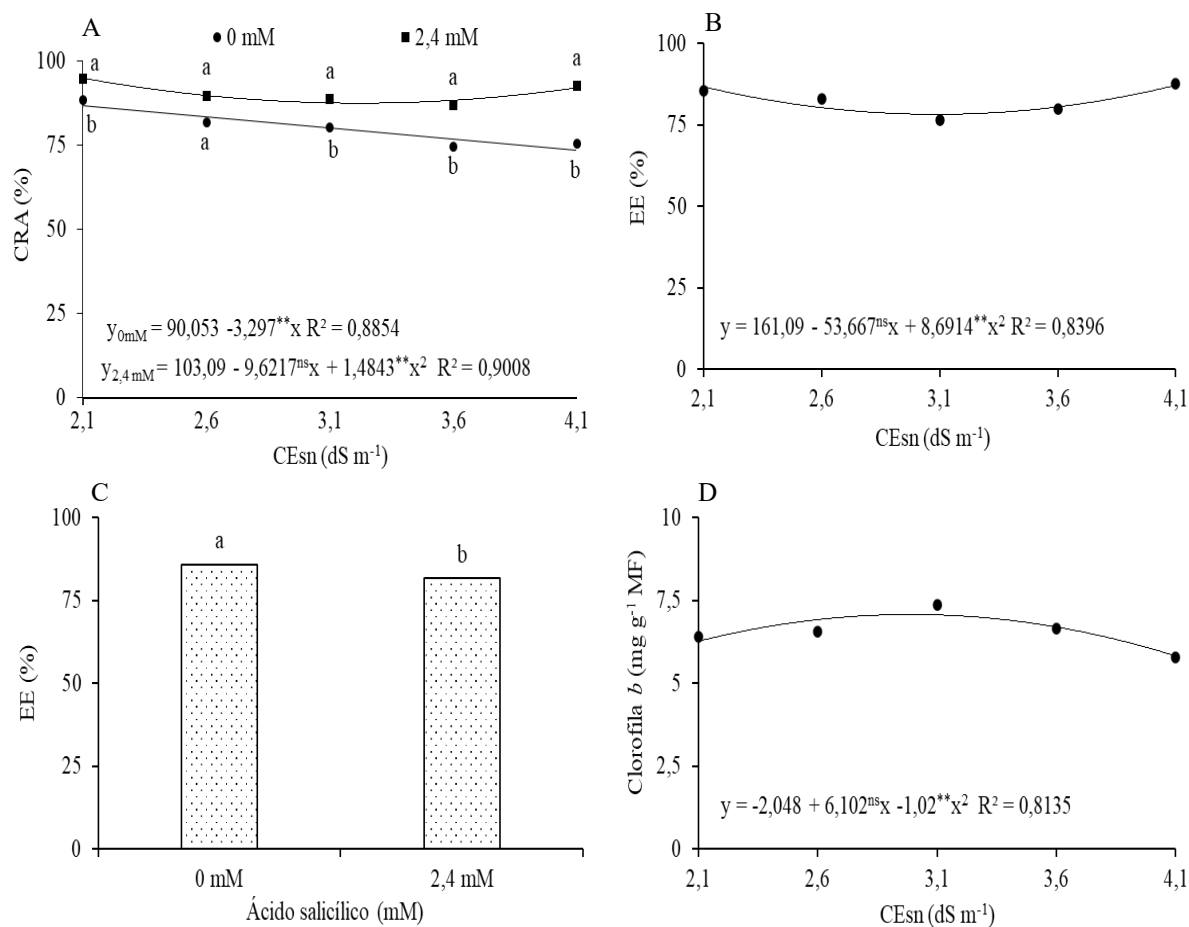 A
● 0 mM ■ 2,4 mM
100
75
50
25
0
CRA (%)
a a a a a
b a b b b
y0mM = 90,053 -3,297**x R² = 0,8854
y2,4 mM = 103,09 - 9,6217nsx + 1,4843**x² R² = 0,9008
2,1 2,6 3,1 3,6 4,1
CEsn (dS m-1)
B
100
75
50
25
0
EE (%)
y = 161,09 - 53,667nsx + 8,6914**x² R² = 0,8396
2,1 2,6 3,1 3,6 4,1
CEsn (dS m-1)
C
100
75
50
25
0
EE (%)
a b
0 mM 2,4 mM
Ácido salicílico (mM)
D
10
7,5
5
2,5
0
Clorofila b (mg g-1 MF)
y = -2,048 + 6,102nsx -1,02**x² R² = 0,8135
2,1 2,6 3,1 3,6 4,1
CEsn (dS m-1)